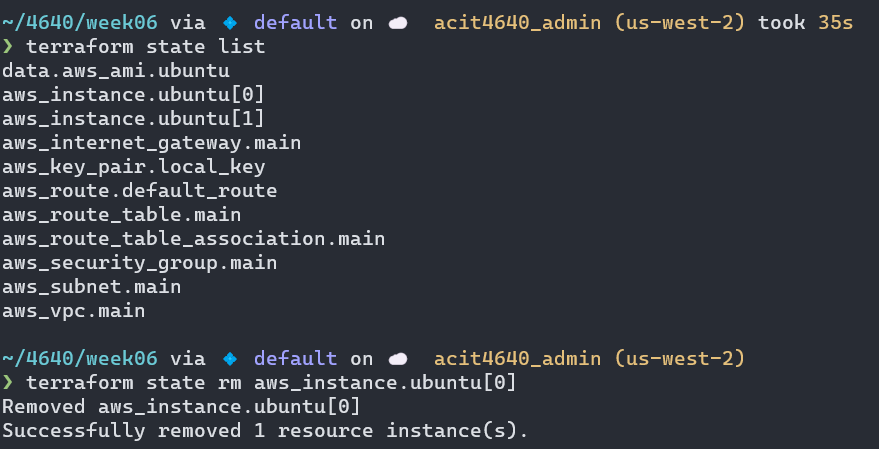 ~/4640/week06 via 💠 default on ☁️ acit4640_admin (us-west-2) took 35s
❯ terraform state list
data.aws_ami.ubuntu
aws_instance.ubuntu[0]
aws_instance.ubuntu[1]
aws_internet_gateway.main
aws_key_pair.local_key
aws_route.default_route
aws_route_table.main
aws_route_table_association.main
aws_security_group.main
aws_subnet.main
aws_vpc.main
~/4640/week06 via 💠 default on ☁️ acit4640_admin (us-west-2)
❯ terraform state rm aws_instance.ubuntu[0]
Removed aws_instance.ubuntu[0]
Successfully removed 1 resource instance(s).